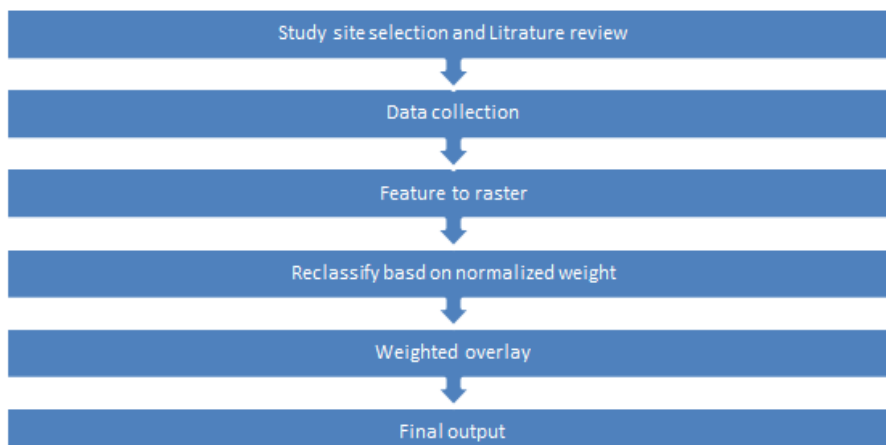 Study site selection and Litrature review
Data collection
Feature to raster
Reclassify basd on normalized weight
Weighted overlay
Final output